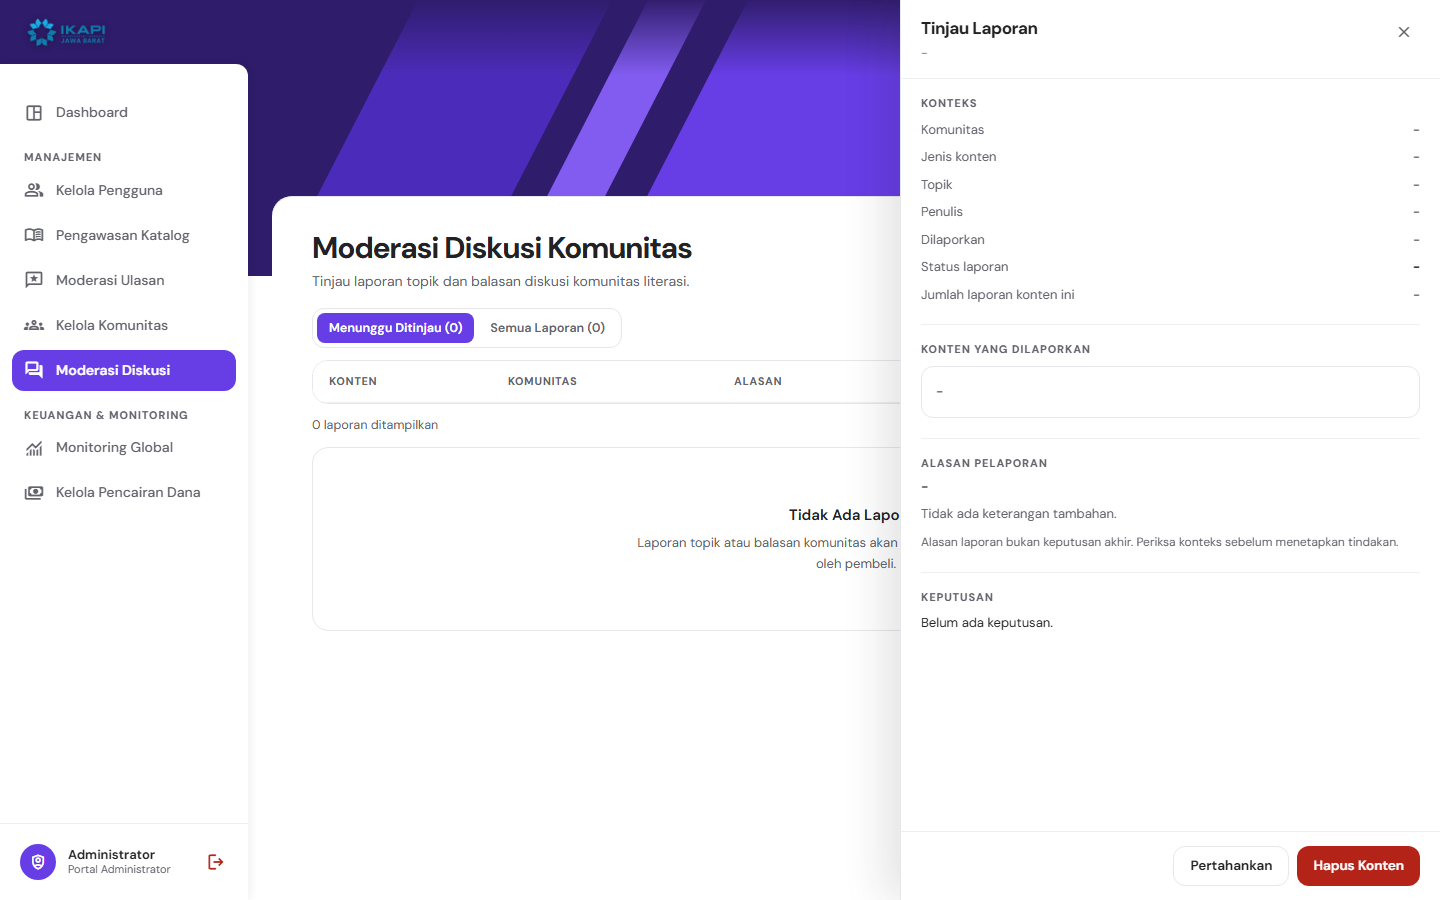 IKAPI
JAWA BARAT
Dashboard
MANAJEMEN
Kelola Pengguna
Pengawasan Katalog
Moderasi Ulasan
Kelola Komunitas
Moderasi Diskusi
KEUANGAN & MONITORING
Monitoring Global
Kelola Pencairan Dana
Administrator
Portal Administrator
Moderasi Diskusi Komunitas
Tinjau laporan topik dan balasan diskusi komunitas literasi.
Menunggu Ditinjau (0) Semua Laporan (0)
KONTEN KOMUNITAS ALASAN
0 laporan ditampilkan
Tidak Ada Lapo
Laporan topik atau balasan komunitas akan
oleh pembeli.
Tinjau Laporan
-
KONTEKS
Komunitas -
Jenis konten -
Topik -
Penulis -
Dilaporkan -
Status laporan -
Jumlah laporan konten ini -
KONTEN YANG DILAPORKAN
-
ALASAN PELAPORAN
-
Tidak ada keterangan tambahan.
Alasan laporan bukan keputusan akhir. Periksa konteks sebelum menetapkan tindakan.
KEPUTUSAN
Belum ada keputusan.
Pertahankan Hapus Konten